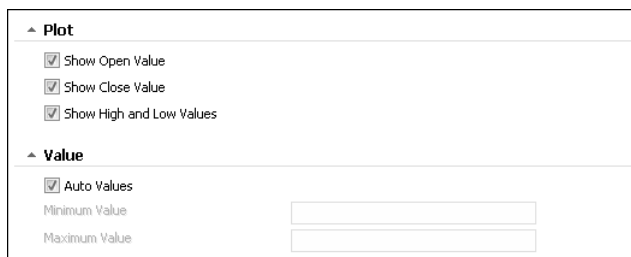 Plot
Show Open Value
Show Close Value
Show High and Low Values
Value
Auto Values
Minimum Value
Maximum Value